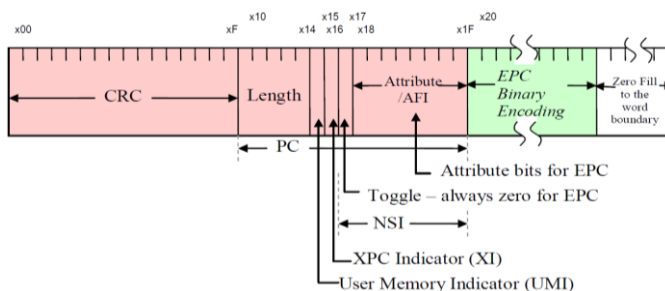 x10
x15
x17
x20
x00
xF
x14
x16
x18
x1F
CRC
Length
Attribute
/AFI
EPC
Binary
Encoding
Zero Fill
to the
word
boundary
PC
Attribute bits for EPC
Toggle – always zero for EPC
NSI
XPC Indicator (XI)
User Memory Indicator (UMI)